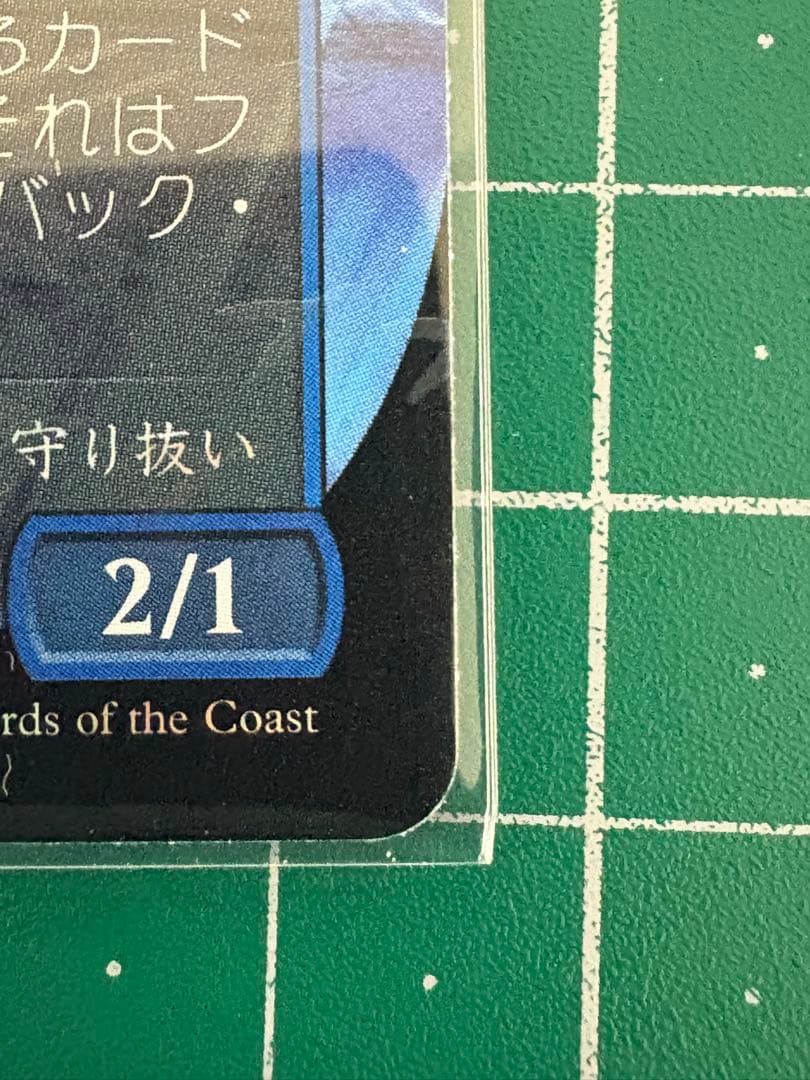 るカード
それはフ
バック・
守り抜い
2/1
rds of the Coast